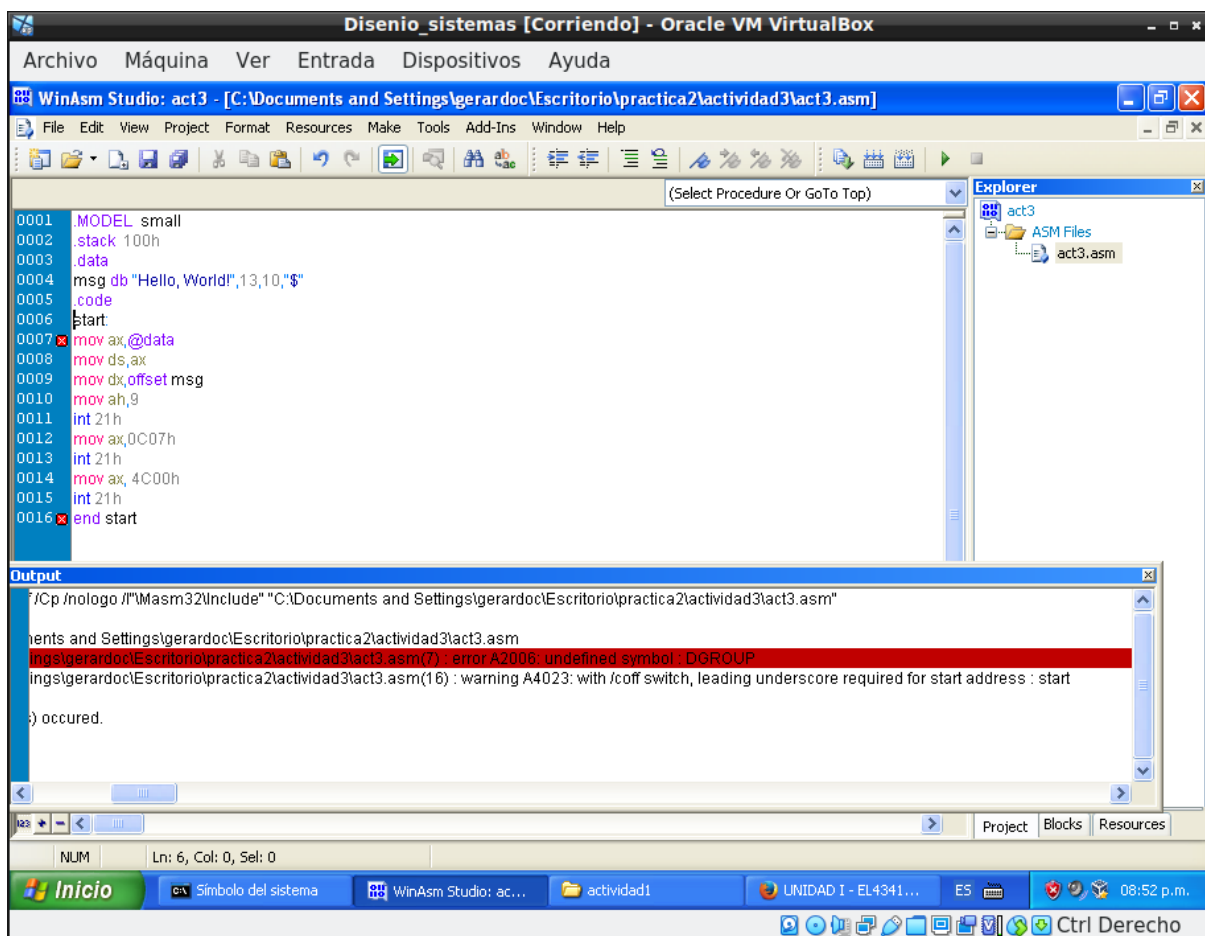 Disenio_sistemas [Corriendo] - Oracle VM VirtualBox
Archivo Máquina Ver Entrada Dispositivos Ayuda
WinAsm Studio: act3 - [C:\Documents and Settings\gerardoc\Escritorio\practica2\actividad3\act3.asm]
File Edit View Project Format Resources Make Tools Add-Ins Window Help
(Select Procedure Or GoTo Top)
Explorer
act3
ASM Files
act3.asm
0001 .MODEL small
0002 .stack 100h
0003 .data
0004 msg db "Hello, World!",13,10,"$"
0005 .code
0006 start:
0007 mov ax,@data
0008 mov ds,ax
0009 mov dx,offset msg
0010 mov ah,9
0011 int 21h
0012 mov ax,0C07h
0013 int 21h
0014 mov ax, 4C00h
0015 int 21h
0016 end start
Output
/Cp /nologo /I"\Masm32\Include" "C:\Documents and Settings\gerardoc\Escritorio\practica2\actividad3\act3.asm"
ments and Settings\gerardoc\Escritorio\practica2\actividad3\act3.asm
ings\gerardoc\Escritorio\practica2\actividad3\act3.asm(7) : error A2006: undefined symbol : DGROUP
ings\gerardoc\Escritorio\practica2\actividad3\act3.asm(16) : warning A4023: with /coff switch, leading underscore required for start address : start
) occured.
123
Project Blocks Resources
NUM Ln: 6, Col: 0, Sel: 0
Inicio Símbolo del sistema WinAsm Studio: ac... actividad1 UNIDAD I - EL4341... ES 08:52 p.m.
Ctrl Derecho